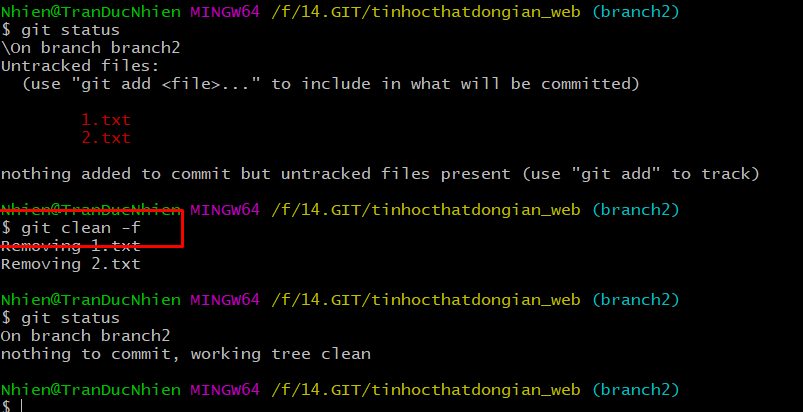 Nhien@TranDucNhien MINGW64 /f/14.GIT/tinhocthatdongian_web (branch2)
$ git status
\On branch branch2
Untracked files:
  (use "git add <file>..." to include in what will be committed)
        1.txt
        2.txt
nothing added to commit but untracked files present (use "git add" to track)
Nhien@TranDucNhien MINGW64 /f/14.GIT/tinhocthatdongian_web (branch2)
$ git clean -f
Removing 1.txt
Removing 2.txt
Nhien@TranDucNhien MINGW64 /f/14.GIT/tinhocthatdongian_web (branch2)
$ git status
On branch branch2
nothing to commit, working tree clean
Nhien@TranDucNhien MINGW64 /f/14.GIT/tinhocthatdongian_web (branch2)
$